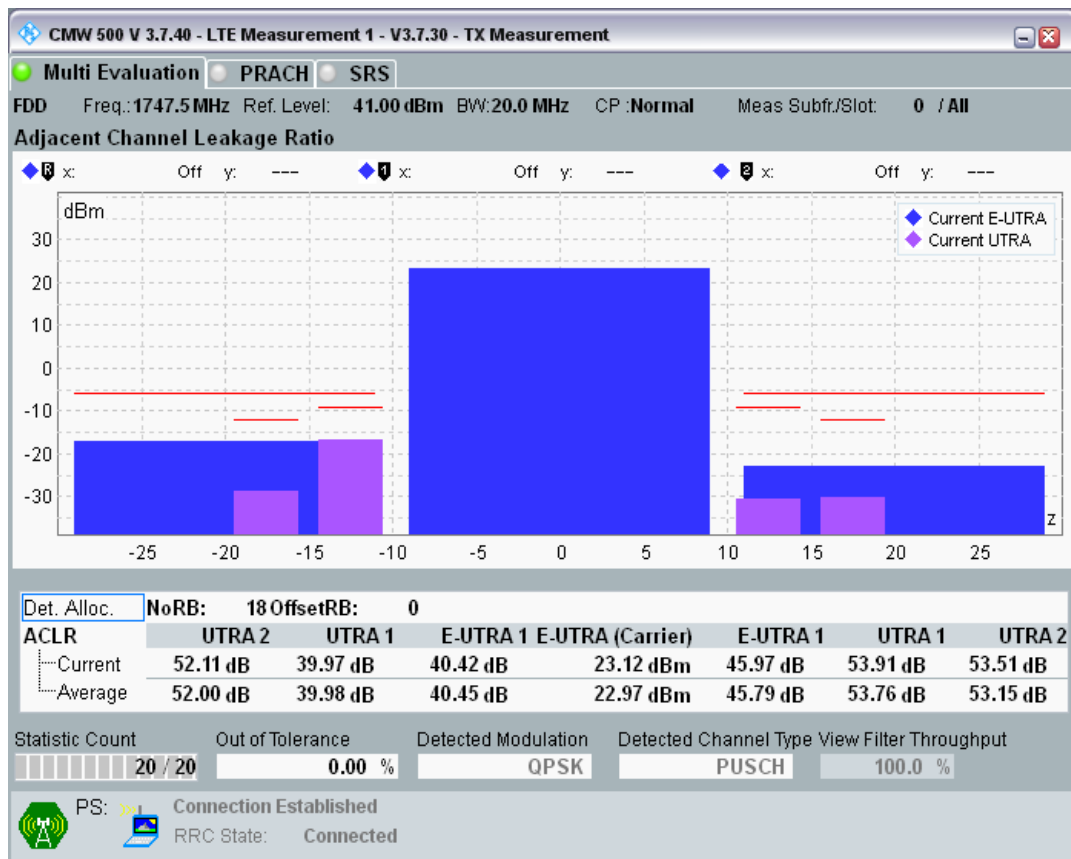 CMW 500 V 3.7.40 - LTE Measurement 1 - V3.7.30 - TX Measurement
Multi Evaluation PRACH SRS
FDD Freq.:1747.5 MHz Ref. Level: 41.00 dBm BW:20.0 MHz CP :Normal Meas Subfr./Slot: 0 / All
Adjacent Channel Leakage Ratio
R x: Off y: --- 1 x: Off y: --- 2 x: Off y: ---
dBm
Current E-UTRA
Current UTRA
30
20
10
0
-10
-20
-30
z
-25 -20 -15 -10 -5 0 5 10 15 20 25
Det. Alloc. NoRB: 18 OffsetRB: 0
ACLR UTRA 2 UTRA 1 E-UTRA 1 E-UTRA (Carrier) E-UTRA 1 UTRA 1 UTRA 2
Current 52.11 dB 39.97 dB 40.42 dB 23.12 dBm 45.97 dB 53.91 dB 53.51 dB
Average 52.00 dB 39.98 dB 40.45 dB 22.97 dBm 45.79 dB 53.76 dB 53.15 dB
Statistic Count Out of Tolerance Detected Modulation Detected Channel Type View Filter Throughput
20 / 20 0.00 % QPSK PUSCH 100.0 %
PS: Connection Established
RRC State: Connected